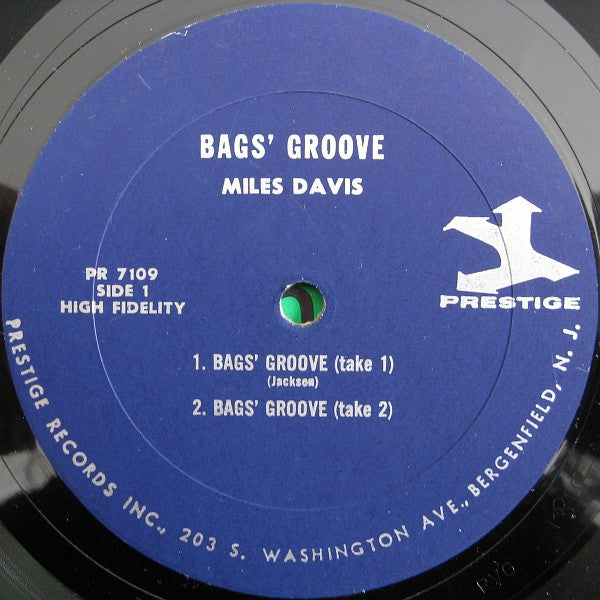 BAGS' GROOVE
MILES DAVIS
PR 7109
SIDE 1
HIGH FIDELITY
PRESTIGE
1. BAGS' GROOVE (take 1)
(Jackson)
2. BAGS' GROOVE (take 2)
PRESTIGE RECORDS INC., 203 S. WASHINGTON AVE., BERGENFIELD, N. J.